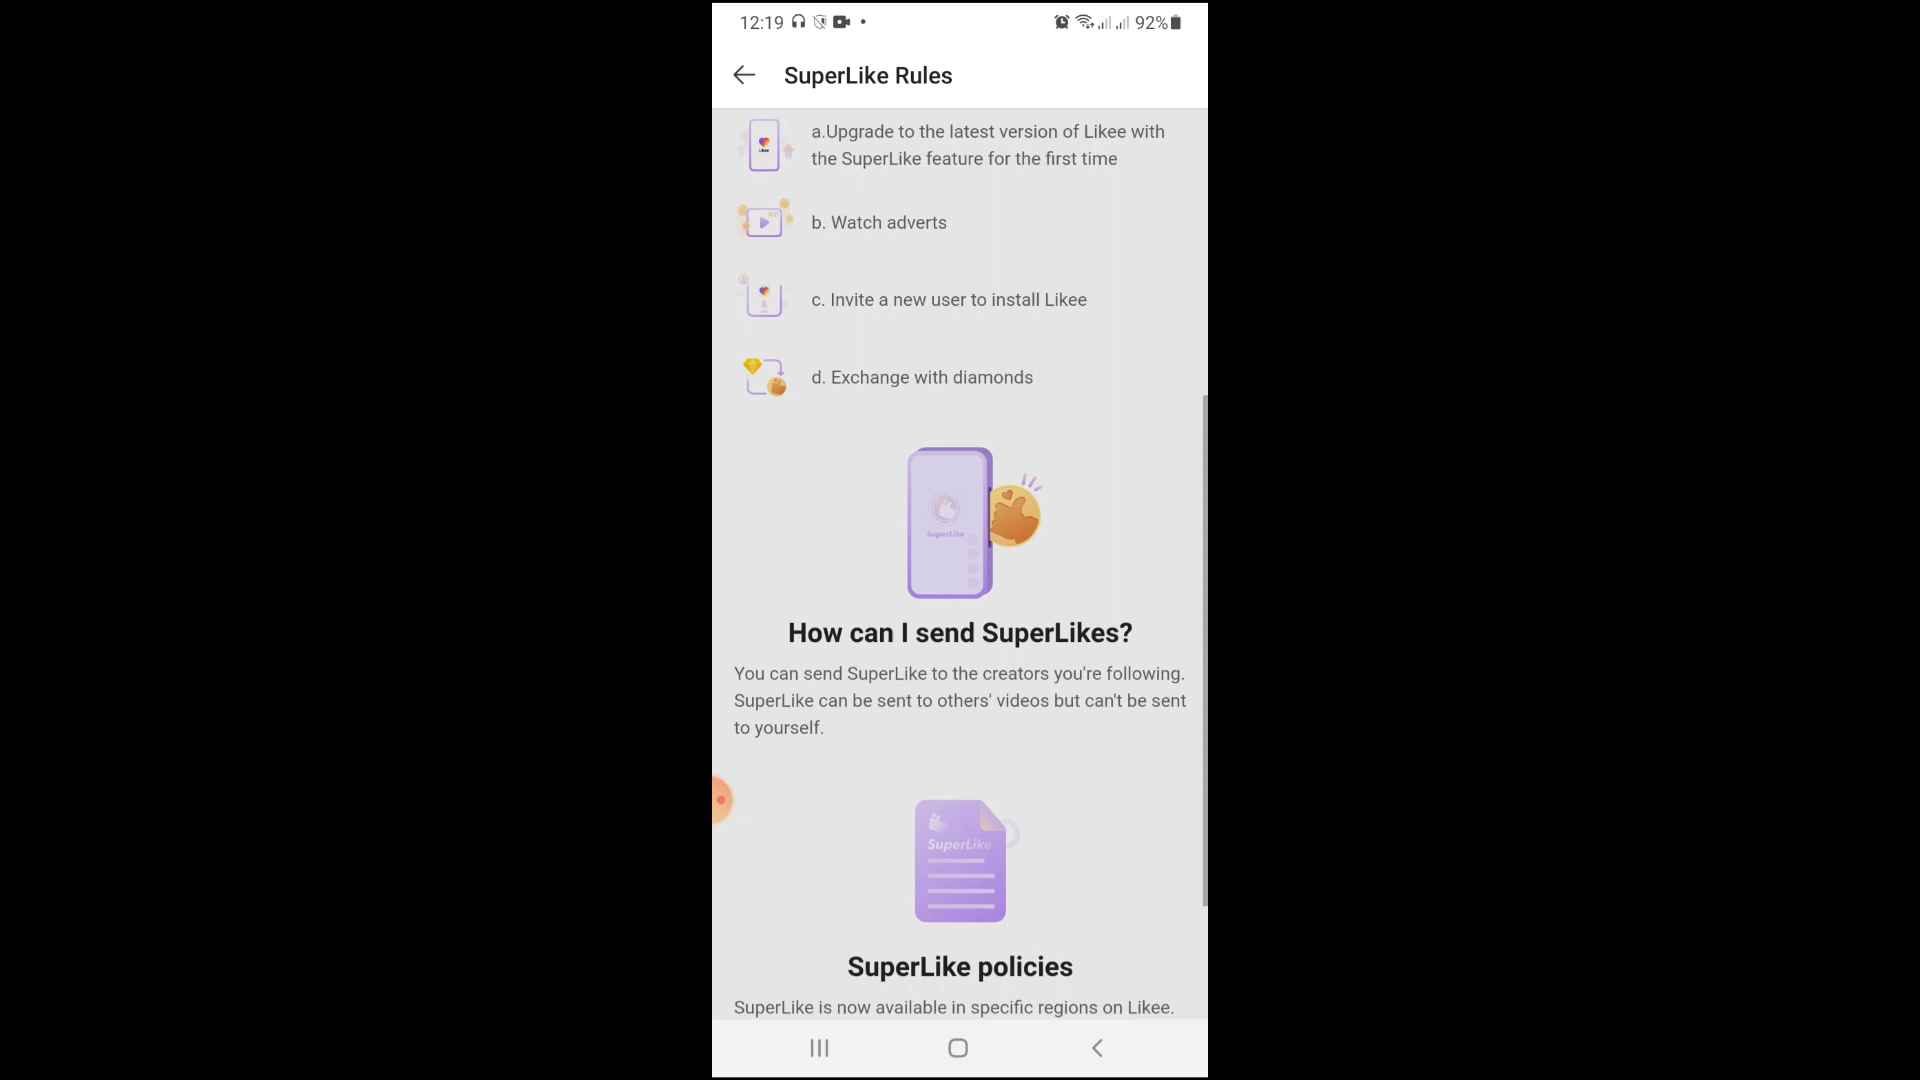 12:19 92%
SuperLike Rules
a.Upgrade to the latest version of Likee with
the SuperLike feature for the first time
b. Watch adverts
c. Invite a new user to install Likee
d. Exchange with diamonds
SuperLike
How can I send SuperLikes?
You can send SuperLike to the creators you're following.
SuperLike can be sent to others' videos but can't be sent
to yourself.
SuperLike
SuperLike policies
SuperLike is now available in specific regions on Likee.